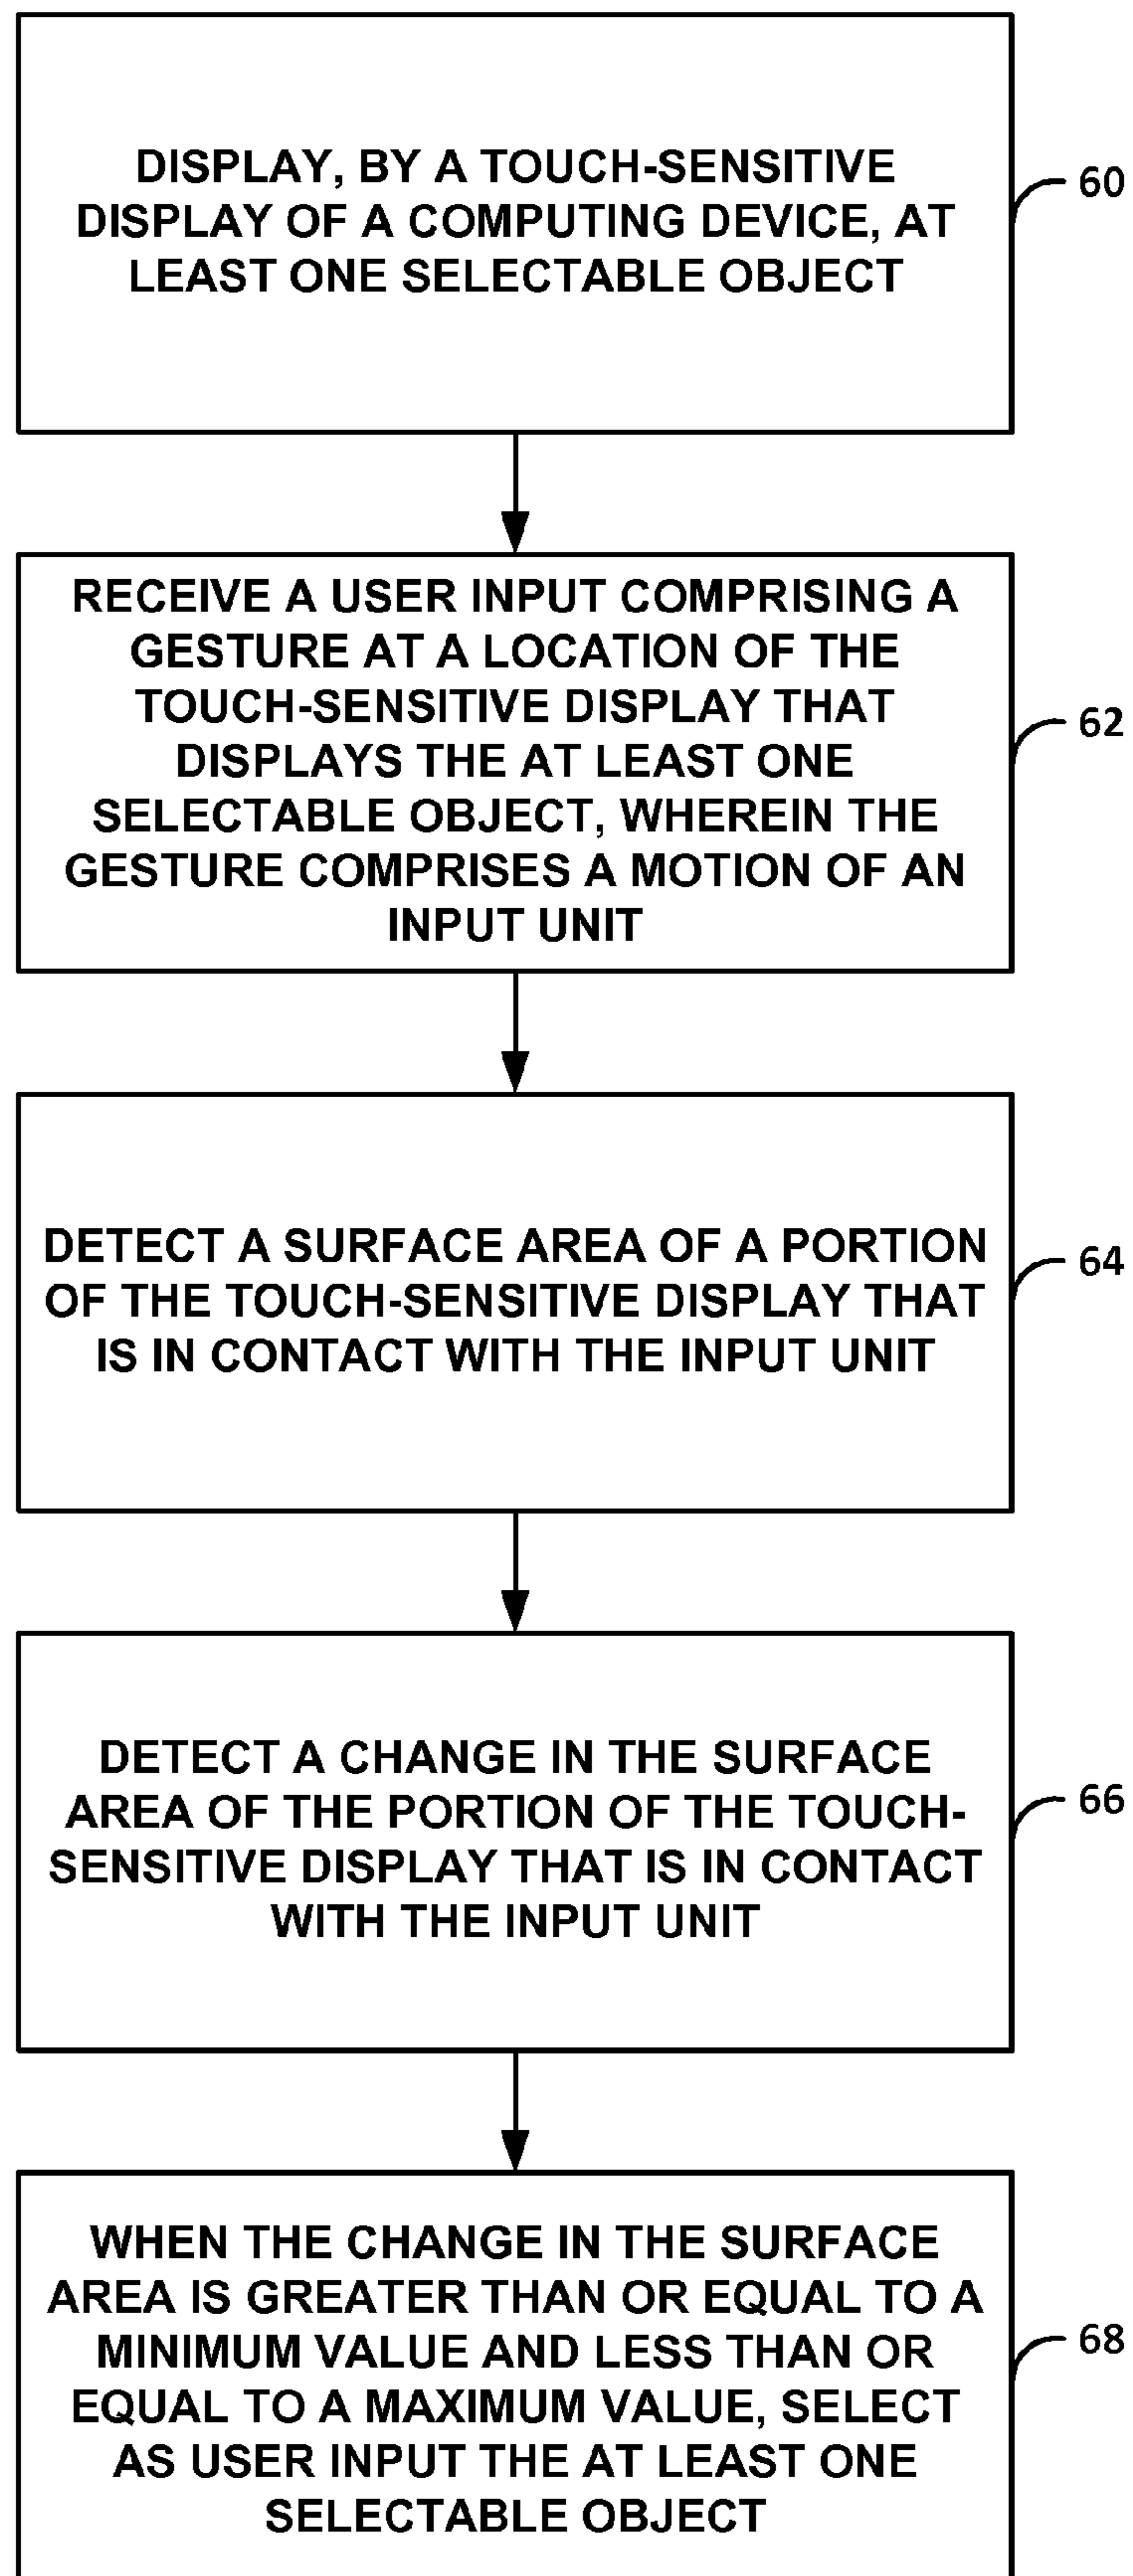 DISPLAY, BY A TOUCH-SENSITIVE
DISPLAY OF A COMPUTING DEVICE, AT
LEAST ONE SELECTABLE OBJECT
60
RECEIVE A USER INPUT COMPRISING A
GESTURE AT A LOCATION OF THE
TOUCH-SENSITIVE DISPLAY THAT
DISPLAYS THE AT LEAST ONE
SELECTABLE OBJECT, WHEREIN THE
GESTURE COMPRISES A MOTION OF AN
INPUT UNIT
62
DETECT A SURFACE AREA OF A PORTION
OF THE TOUCH-SENSITIVE DISPLAY THAT
IS IN CONTACT WITH THE INPUT UNIT
64
DETECT A CHANGE IN THE SURFACE
AREA OF THE PORTION OF THE TOUCH-
SENSITIVE DISPLAY THAT IS IN CONTACT
WITH THE INPUT UNIT
66
WHEN THE CHANGE IN THE SURFACE
AREA IS GREATER THAN OR EQUAL TO A
MINIMUM VALUE AND LESS THAN OR
EQUAL TO A MAXIMUM VALUE, SELECT
AS USER INPUT THE AT LEAST ONE
SELECTABLE OBJECT
68